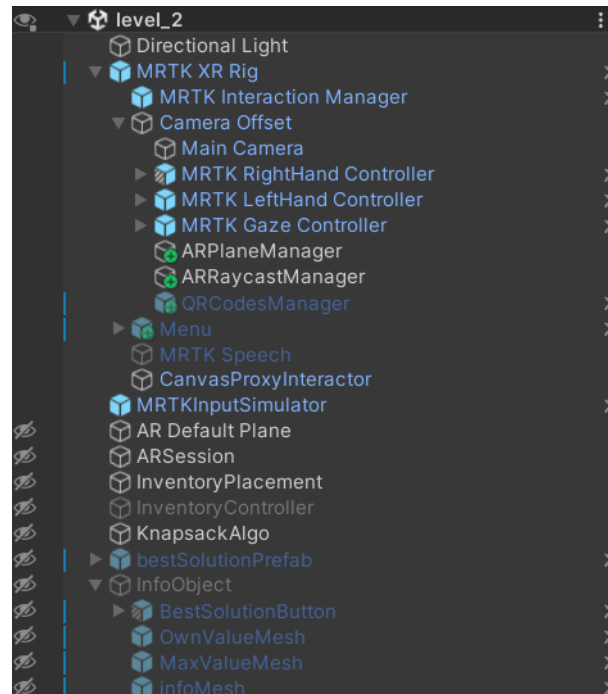 level_2
Directional Light
MRTK XR Rig
MRTK Interaction Manager
Camera Offset
Main Camera
MRTK RightHand Controller
MRTK LeftHand Controller
MRTK Gaze Controller
ARPlaneManager
ARRaycastManager
QRCodesManager
Menu
MRTK Speech
CanvasProxyInteractor
MRTKInputSimulator
AR Default Plane
ARSession
InventoryPlacement
InventoryController
KnapsackAlgo
bestSolutionPrefab
InfoObject
BestSolutionButton
OwnValueMesh
MaxValueMesh
infoMesh